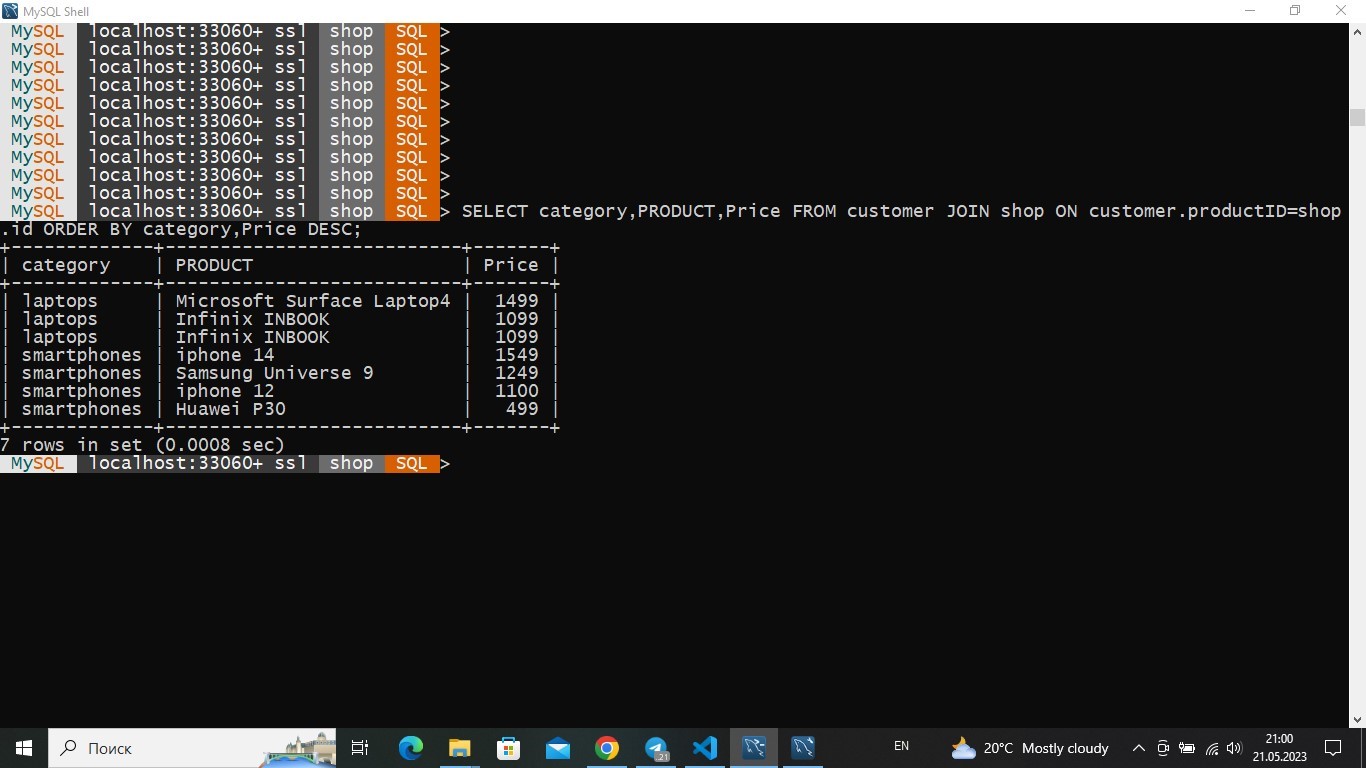 MySQL Shell
MySQL localhost:33060+ ssl shop SQL >
MySQL localhost:33060+ ssl shop SQL >
MySQL localhost:33060+ ssl shop SQL >
MySQL localhost:33060+ ssl shop SQL >
MySQL localhost:33060+ ssl shop SQL >
MySQL localhost:33060+ ssl shop SQL >
MySQL localhost:33060+ ssl shop SQL >
MySQL localhost:33060+ ssl shop SQL >
MySQL localhost:33060+ ssl shop SQL >
MySQL localhost:33060+ ssl shop SQL >
MySQL localhost:33060+ ssl shop SQL > SELECT category,PRODUCT,Price FROM customer JOIN shop ON customer.productID=shop
.id ORDER BY category,Price DESC;
+-------------+---------------------------+-------+
| category    | PRODUCT                   | Price |
+-------------+---------------------------+-------+
| laptops     | Microsoft Surface Laptop4 |  1499 |
| laptops     | Infinix INBOOK            |  1099 |
| laptops     | Infinix INBOOK            |  1099 |
| smartphones | iphone 14                 |  1549 |
| smartphones | Samsung Universe 9        |  1249 |
| smartphones | iphone 12                 |  1100 |
| smartphones | Huawei P30                |   499 |
+-------------+---------------------------+-------+
7 rows in set (0.0008 sec)
MySQL localhost:33060+ ssl shop SQL >
Поиск
21
EN
20°C Mostly cloudy
21:00
21.05.2023